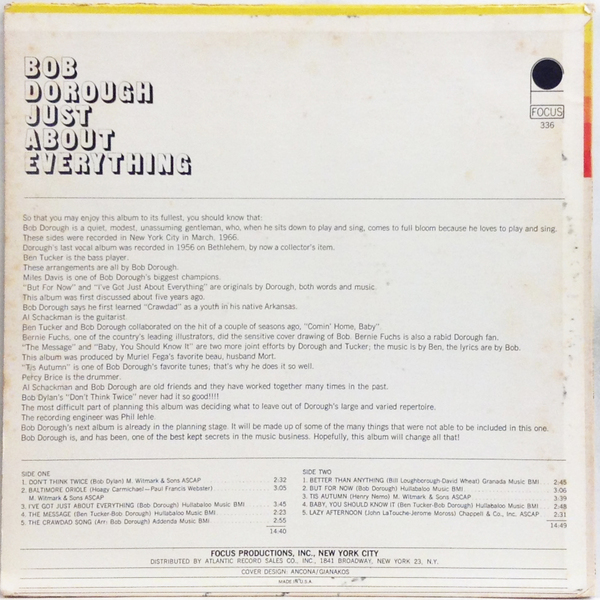 BOB
DOROUGH
JUST
ABOUT
EVERYTHING
FOCUS
336
So that you may enjoy this album to its fullest, you should know that:
Bob Dorough is a quiet, modest, unassuming gentleman, who, when he sits down to play and sing, comes to full bloom because he loves to play and sing.
These sides were recorded in New York City in March, 1966.
Dorough's last vocal album was recorded in 1956 on Bethlehem, by now a collector's item.
Ben Tucker is the bass player.
These arrangements are all by Bob Dorough.
Miles Davis is one of Bob Dorough's biggest champions.
"But For Now" and "I've Got Just About Everything" are originals by Dorough, both words and music.
This album was first discussed about five years ago.
Bob Dorough says he first learned "Crawdad" as a youth in his native Arkansas.
Al Schackman is the guitarist.
Ben Tucker and Bob Dorough collaborated on the hit of a couple of seasons ago, "Comin' Home, Baby".
Bernie Fuchs, one of the country's leading illustrators, did the sensitive cover drawing of Bob. Bernie Fuchs is also a rabid Dorough fan.
"The Message" and "Baby, You Should Know It" are two more joint efforts by Dorough and Tucker; the music is by Ben, the lyrics are by Bob.
This album was produced by Muriel Fega's favorite beau, husband Mort.
"Tis Autumn" is one of Bob Dorough's favorite tunes; that's why he does it so well.
Percy Brice is the drummer.
Al Schackman and Bob Dorough are old friends and they have worked together many times in the past.
Bob Dylan's "Don't Think Twice" never had it so good!!!!
The most difficult part of planning this album was deciding what to leave out of Dorough's large and varied repertoire.
The recording engineer was Phil Iehle.
Bob Dorough's next album is already in the planning stage. It will be made up of some of the many things that were not able to be included in this one.
Bob Dorough is, and has been, one of the best kept secrets in the music business. Hopefully, this album will change all that!
SIDE ONE
1. DON'T THINK TWICE (Bob Dylan) M. Witmark & Sons ASCAP 2:32
2. BALTIMORE ORIOLE (Hoagy Carmichael—Paul Francis Webster) 3:05
M. Witmark & Sons ASCAP
3. I'VE GOT JUST ABOUT EVERYTHING (Bob Dorough) Hullabaloo Music BMI 3:45
4. THE MESSAGE (Ben Tucker-Bob Dorough) Hullabaloo Music BMI 2:23
5. THE CRAWDAD SONG (Arr: Bob Dorough) Addenda Music BMI 2:55
14:40
SIDE TWO
1. BETTER THAN ANYTHING (Bill Loughborough-David Wheat) Granada Music BMI 2:45
2. BUT FOR NOW (Bob Dorough) Hullabaloo Music BMI 3:06
3. TIS AUTUMN (Henry Nemo) M. Witmark & Sons ASCAP 3:39
4. BABY, YOU SHOULD KNOW IT (Ben Tucker-Bob Dorough) Hullabaloo Music BMI 2:48
5. LAZY AFTERNOON (John LaTouche-Jerome Moross) Chappell & Co., Inc. ASCAP 2:31
14:49
FOCUS PRODUCTIONS, INC., NEW YORK CITY
DISTRIBUTED BY ATLANTIC RECORD SALES CO., INC., 1841 BROADWAY, NEW YORK 23, N.Y.
COVER DESIGN: ANCONA/GIANAKOS
MADE IN U.S.A.